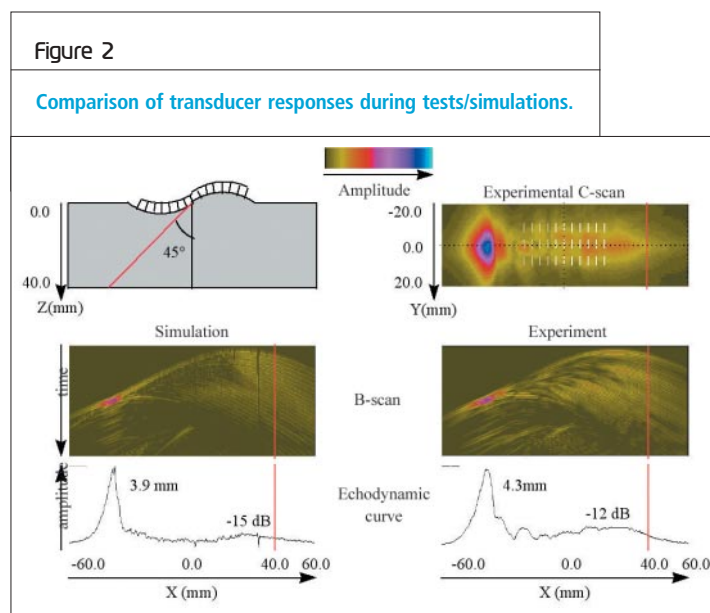 Figure 2
Comparison of transducer responses during tests/simulations.
Amplitude
Experimental C-scan
0.0
45°
40.0
Z(mm)
-20.0
0.0
20.0
Y(mm)
Simulation
Experiment
time
B-scan
amplitude
3.9 mm
-15 dB
Echodynamic
curve
4.3mm
-12 dB
-60.0 0.0 40.0 60.0
X (mm)
-60.0 0.0 40.0 60.0
X (mm)